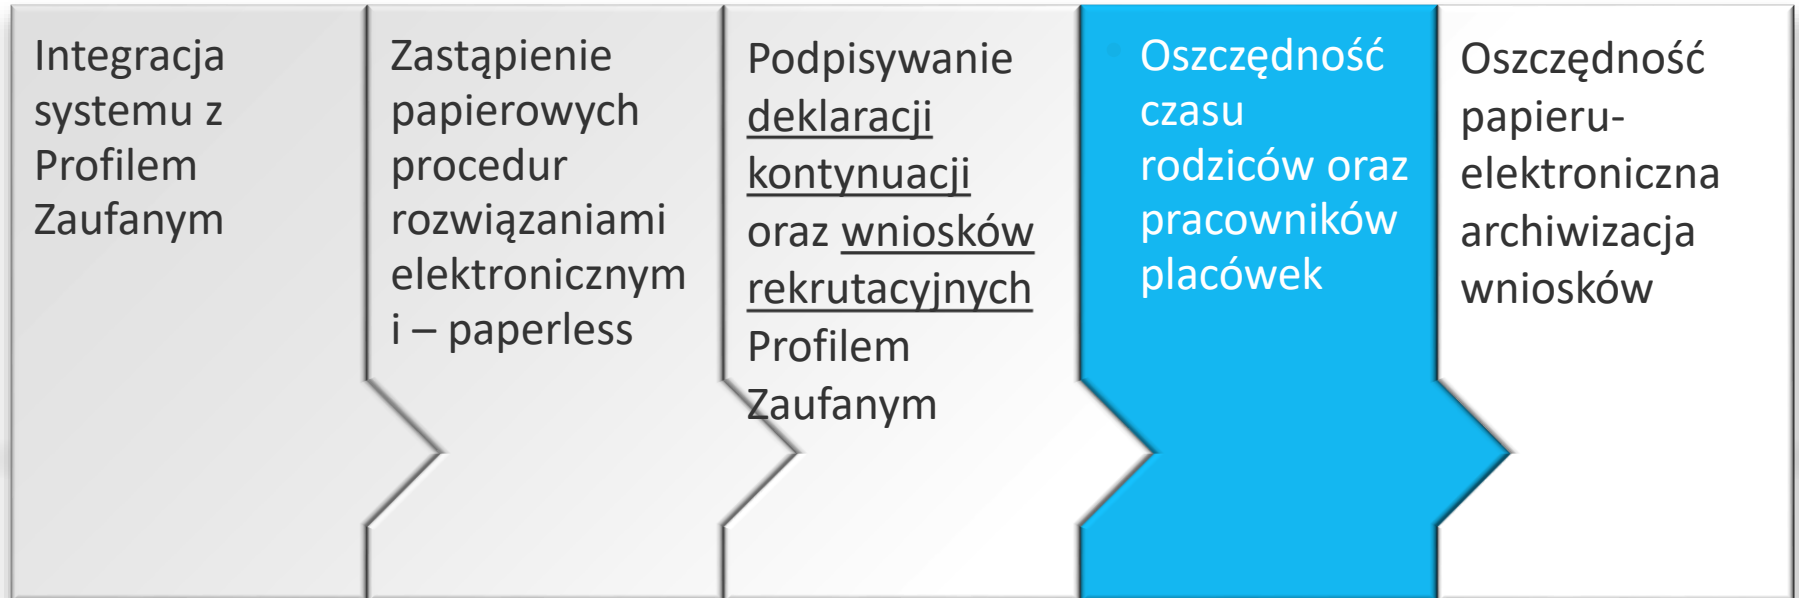 Integracja
systemu z
Profilem
Zaufanym
Zastąpienie
papierowych
procedur
rozwiązaniami
elektronicznym
i – paperless
Podpisywanie
deklaracji
kontynuacji
oraz wniosków
rekrutacyjnych
Profilem
Zaufanym
• Oszczędność
czasu
rodziców oraz
pracowników
placówek
Oszczędność
papieru-
elektroniczna
archiwizacja
wniosków